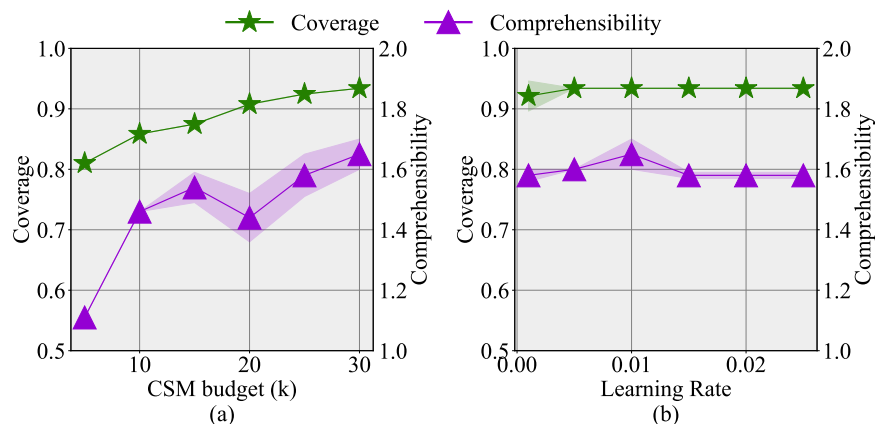 Coverage Comprehensibility
1.0 2.0 1.0 2.0
0.9 1.8 0.9 1.8
0.8 1.6 0.8 1.6
0.7 1.4 0.7 1.4
0.6 1.2 0.6 1.2
0.5 1.0 0.5 1.0
Coverage Comprehensibility Coverage Comprehensibility
10 20 30 0.00 0.01 0.02
CSM budget (k) Learning Rate
(a) (b)